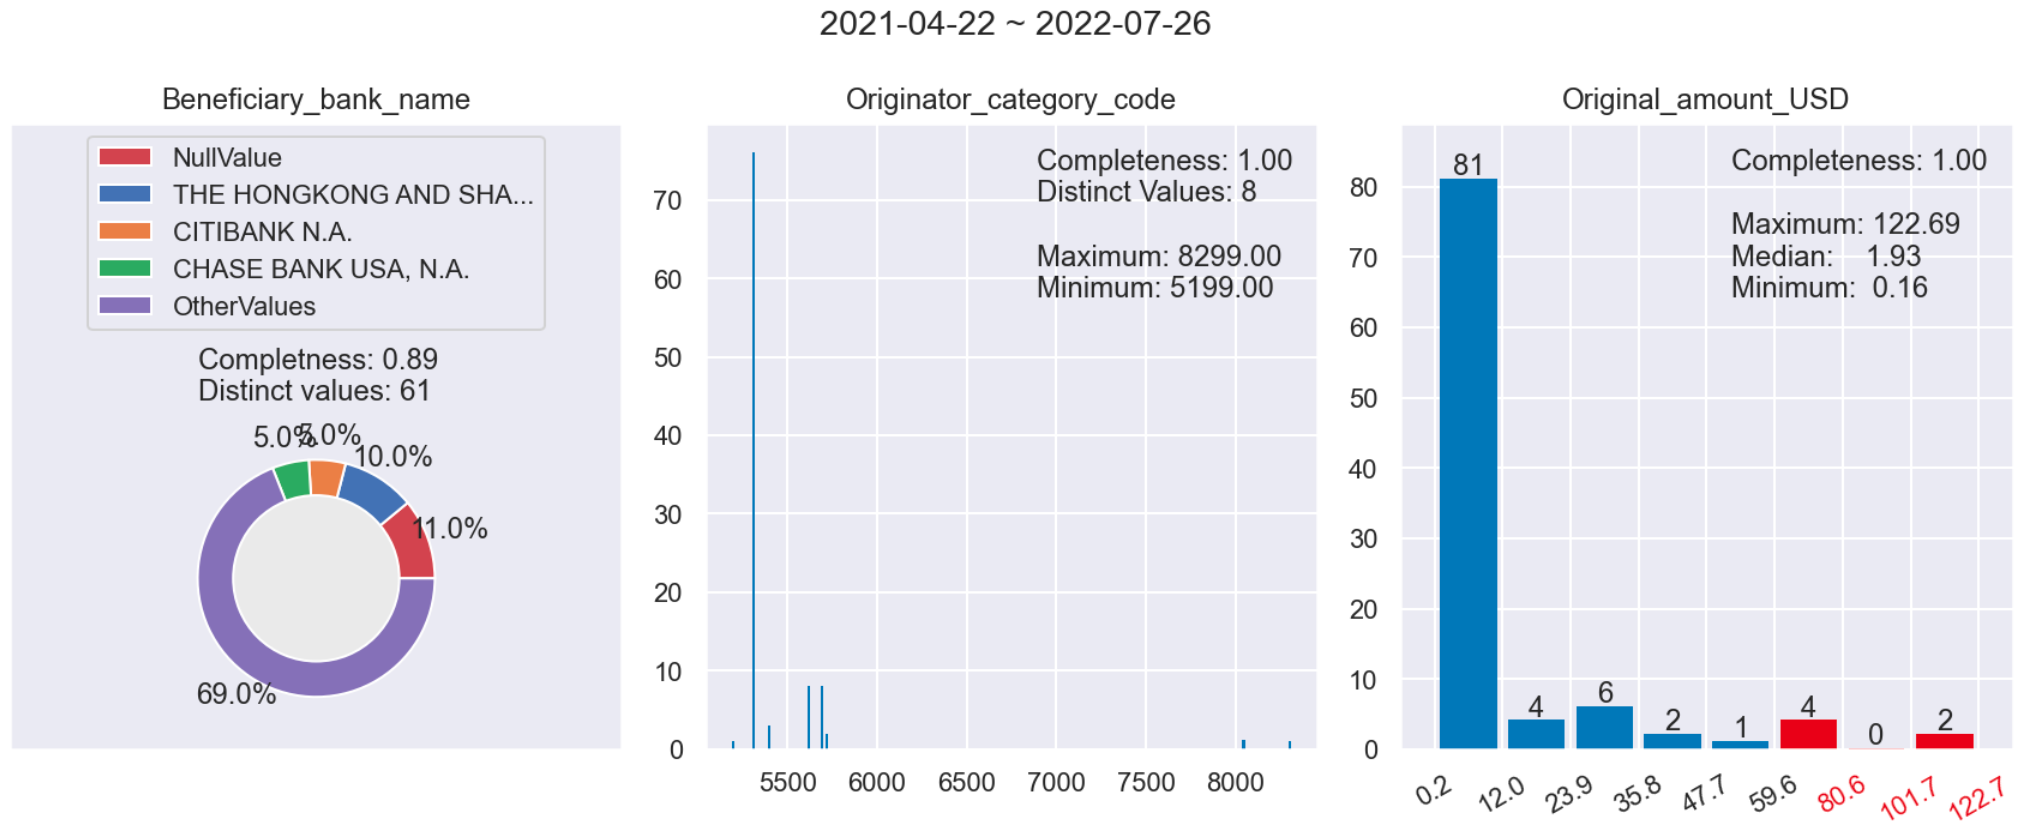 2021-04-22 ~ 2022-07-26
Beneficiary_bank_name
NullValue
THE HONGKONG AND SHA...
CITIBANK N.A.
CHASE BANK USA, N.A.
OtherValues
Completness: 0.89
Distinct values: 61
5.0%
5.0%
10.0%
11.0%
69.0%
Originator_category_code
Completeness: 1.00
Distinct Values: 8
Maximum: 8299.00
Minimum: 5199.00
70
60
50
40
30
20
10
0
5500 6000 6500 7000 7500 8000
Original_amount_USD
Completeness: 1.00
Maximum: 122.69
Median: 1.93
Minimum: 0.16
80
70
60
50
40
30
20
10
0
81 4 6 2 1 4 0 2
0.2 12.0 23.9 35.8 47.7 59.6 80.6 101.7 122.7